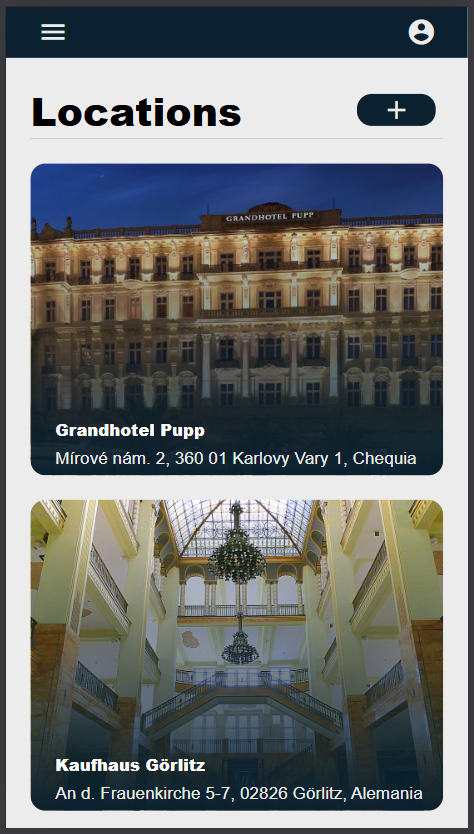 Locations
GRANDHOTEL PUPP
Grandhotel Pupp
Mírové nám. 2, 360 01 Karlovy Vary 1, Chequia
Kaufhaus Görlitz
An d. Frauenkirche 5-7, 02826 Görlitz, Alemania